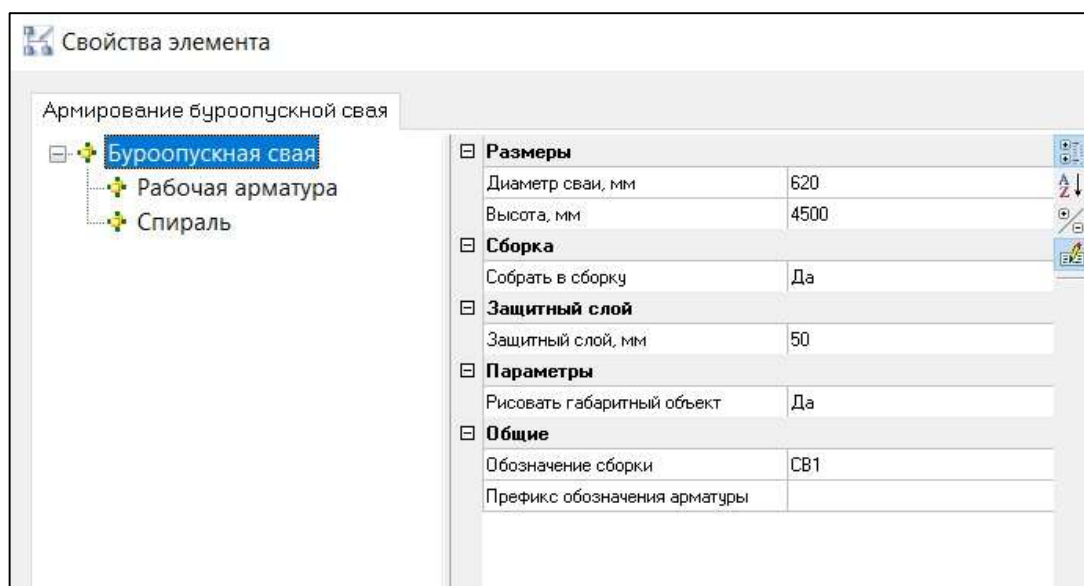 Свойства элемента
Армирование буроопускной свая
Буроопускная свая
Рабочая арматура
Спираль
Размеры
Диаметр сваи, мм 620
Высота, мм 4500
Сборка
Собрать в сборку Да
Защитный слой
Защитный слой, мм 50
Параметры
Рисовать габаритный объект Да
Общие
Обозначение сборки СВ1
Префикс обозначения арматуры